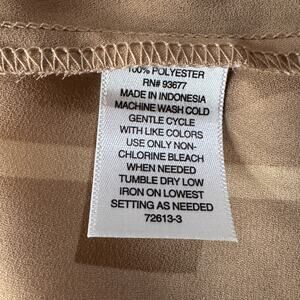 100% POLYESTER
RN# 93677
MADE IN INDONESIA
MACHINE WASH COLD
GENTLE CYCLE
WITH LIKE COLORS
USE ONLY NON-
CHLORINE BLEACH
WHEN NEEDED
TUMBLE DRY LOW
IRON ON LOWEST
SETTING AS NEEDED
72613-3